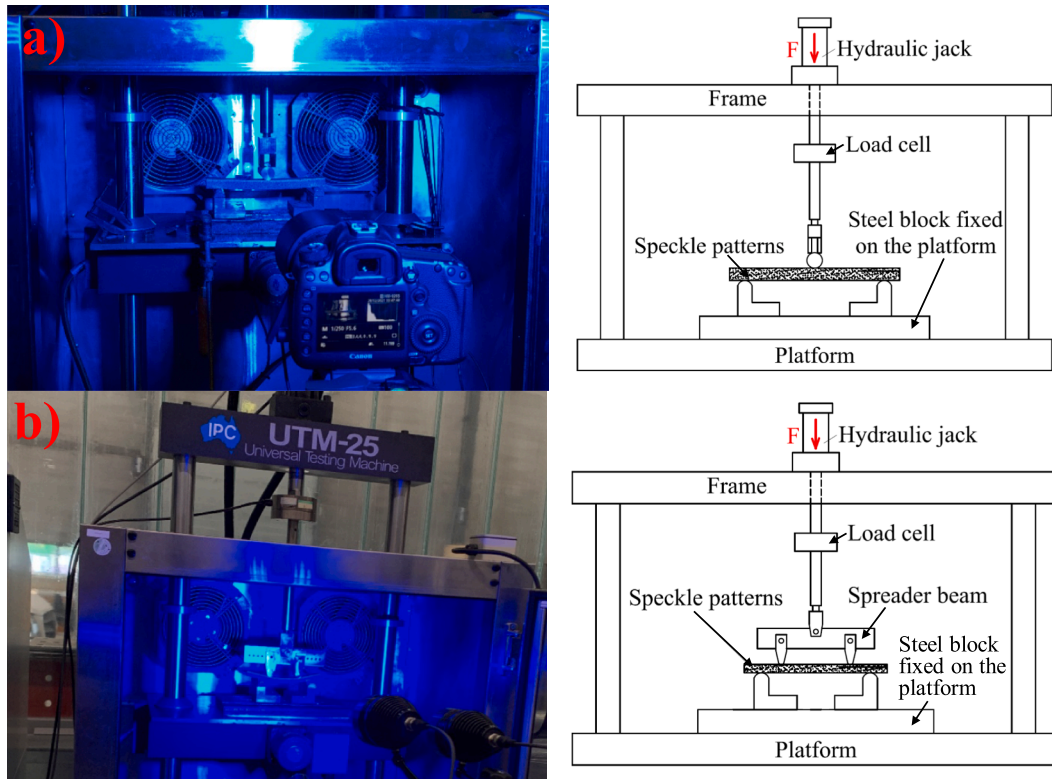 a)
F
Hydraulic jack
Frame
Load cell
Steel block fixed
on the platform
Speckle patterns
Platform
Canon
b)
IPC
UTM-25
Universal Testing Machine
F
Hydraulic jack
Frame
Load cell
Speckle patterns
Spreader beam
Steel block
fixed on the
platform
Platform